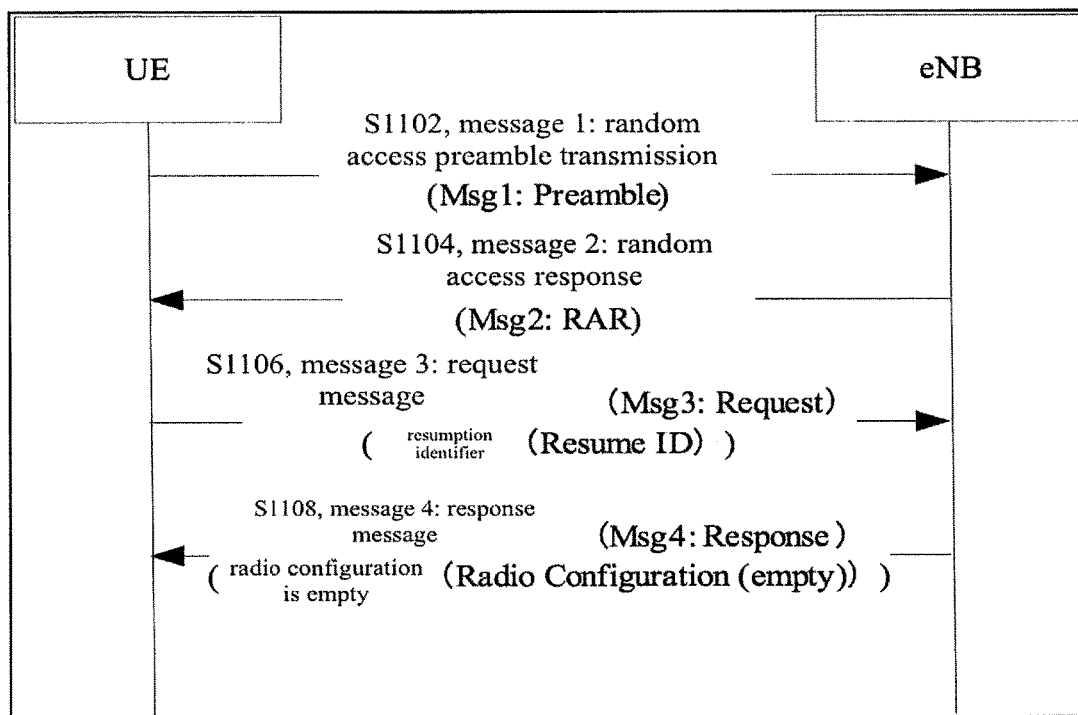 UE
eNB
S1102, message 1: random
access preamble transmission
(Msg1: Preamble)
S1104, message 2: random
access response
(Msg2: RAR)
S1106, message 3: request
message (Msg3: Request)
( resumption identifier (Resume ID) )
S1108, message 4: response
message (Msg4: Response)
( radio configuration is empty (Radio Configuration (empty)) )